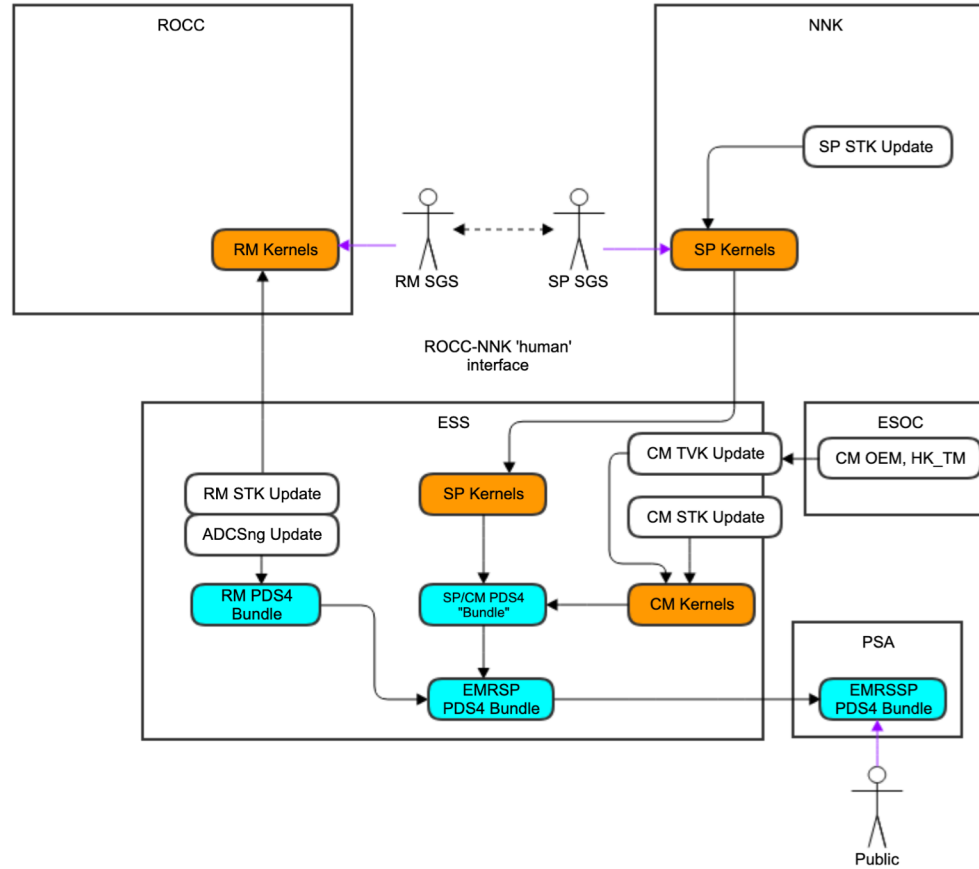 ROCC
NNK
SP STK Update
RM Kernels
SP Kernels
RM SGS
SP SGS
ROCC-NNK 'human'
interface
ESS
ESOC
CM TVK Update
CM OEM, HK_TM
RM STK Update
SP Kernels
CM STK Update
ADCSng Update
RM PDS4
Bundle
SP/CM PDS4
"Bundle"
CM Kernels
PSA
EMRSP
PDS4 Bundle
EMRSSP
PDS4 Bundle
Public